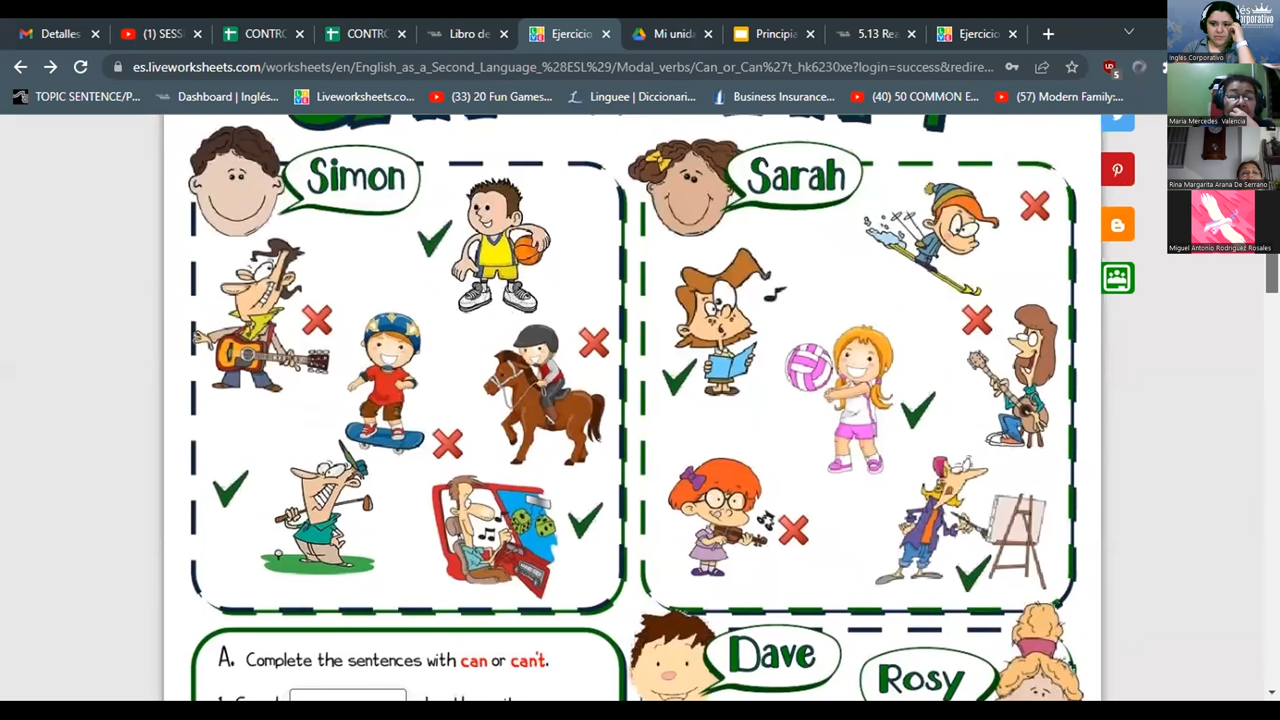 Detalles
(1) SESS
CONTRO
CONTRO
Libro de
Ejercicio
Mi unida
Principia
5.13 Rea
Ejercicio
es.liveworksheets.com/worksheets/en/English_as_a_Second_Language_%28ESL%29/Modal_verbs/Can_or_Can%27t_hk6230xe?login=success&redire...
5
TOPIC SENTENCE/P...
Dashboard | Inglés...
Liveworksheets.co...
(33) 20 Fun Games...
Linguee | Diccionari...
Business Insurance...
(40) 50 COMMON E...
(57) Modern Family:...
Inglés Corporativo
Maria Mercedes Valencia
Rina Margarita Arana De Serrano
Miguel Antonio Rodriguez Rosales
Simon
Sarah
A. Complete the sentences with can or can't.
Dave
Rosy